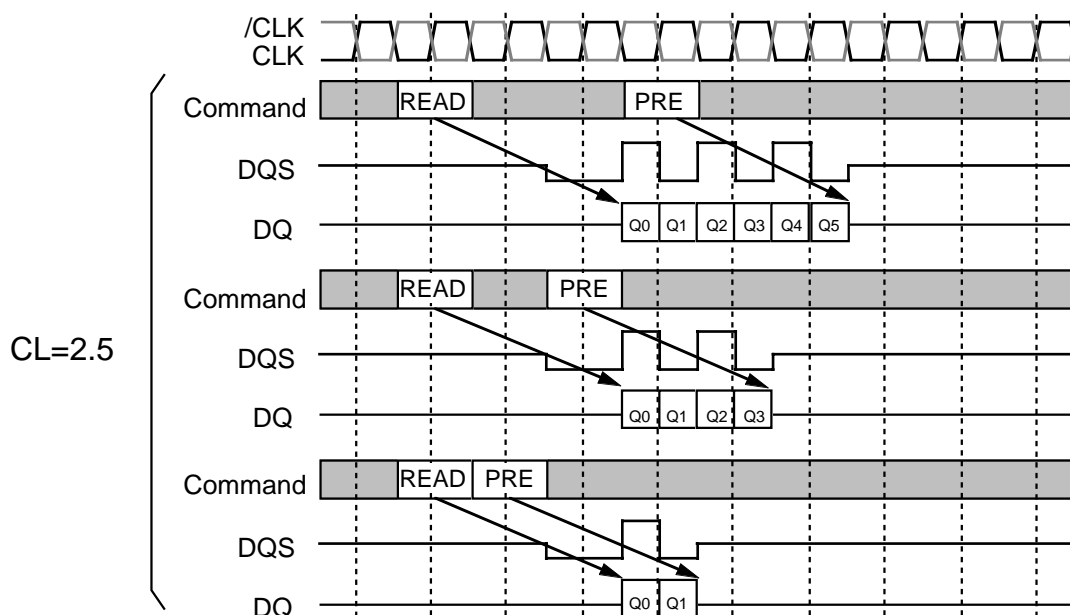 /CLK
CLK
Command READ PRE
DQS
DQ Q0 Q1 Q2 Q3 Q4 Q5
Command READ PRE
CL=2.5
DQS
DQ Q0 Q1 Q2 Q3
Command READ PRE
DQS
DQ Q0 Q1